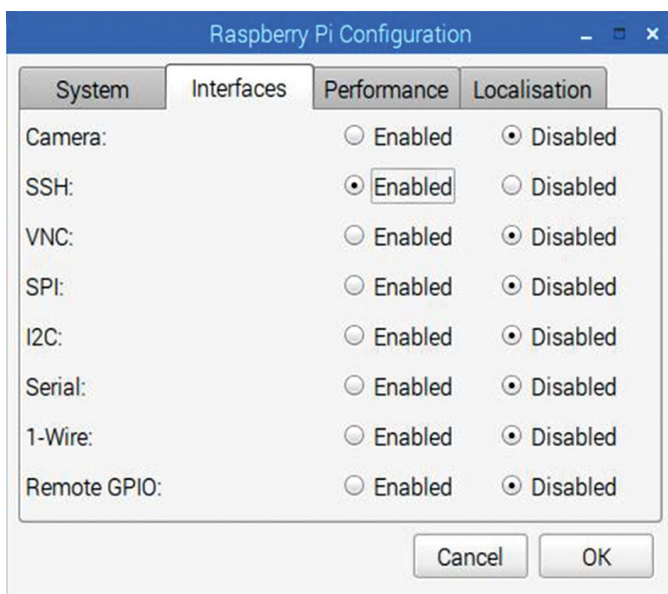 Raspberry Pi Configuration
System Interfaces Performance Localisation
Camera: Enabled Disabled
SSH: Enabled Disabled
VNC: Enabled Disabled
SPI: Enabled Disabled
I2C: Enabled Disabled
Serial: Enabled Disabled
1-Wire: Enabled Disabled
Remote GPIO: Enabled Disabled
Cancel OK